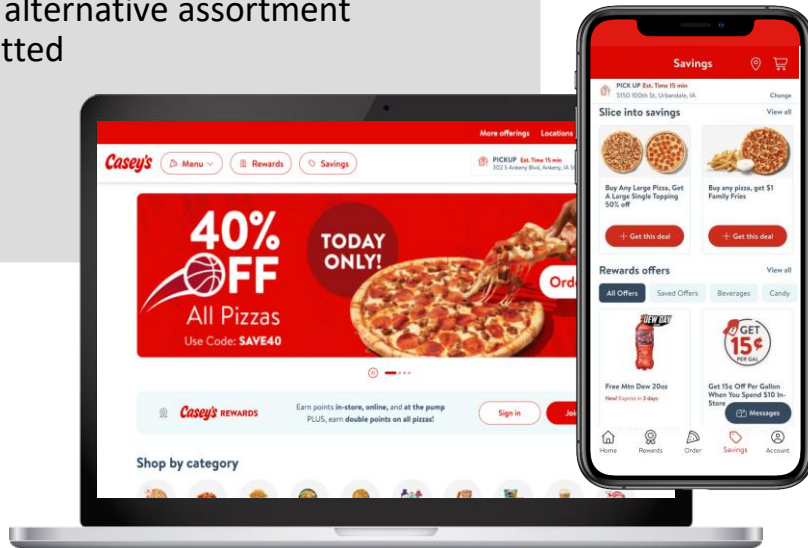 alternative assortment
tted
More offerings Locations
Casey's Menu Rewards Savings
PICKUP Est. Time 15 min
302 S Ankeny Blvd, Ankeny, IA
40%
OFF
TODAY
ONLY!
All Pizzas
Use Code: SAVE40
Casey's REWARDS
Earn points in-store, online, and at the pump
PLUS, earn double points on all pizzas!
Sign in
Shop by category
Savings
PICK UP Est. Time 15 min
5150 100th St, Urbandale, IA
Change
Slice into savings
View all
Buy Any Large Pizza, Get
A Large Single Topping
50% off
+ Get this deal
Buy any pizza, get $1
Family Fries
+ Get this deal
Rewards offers
View all
All Offers Saved Offers Beverages Candy
DEW DAY
Free Mtn Dew 20oz
New! Expires in 3 days
GET
15¢
PER GAL
Get 15¢ Off Per Gallon
When You Spend $10 In-
Store
Messages
Home Rewards Order Savings Account